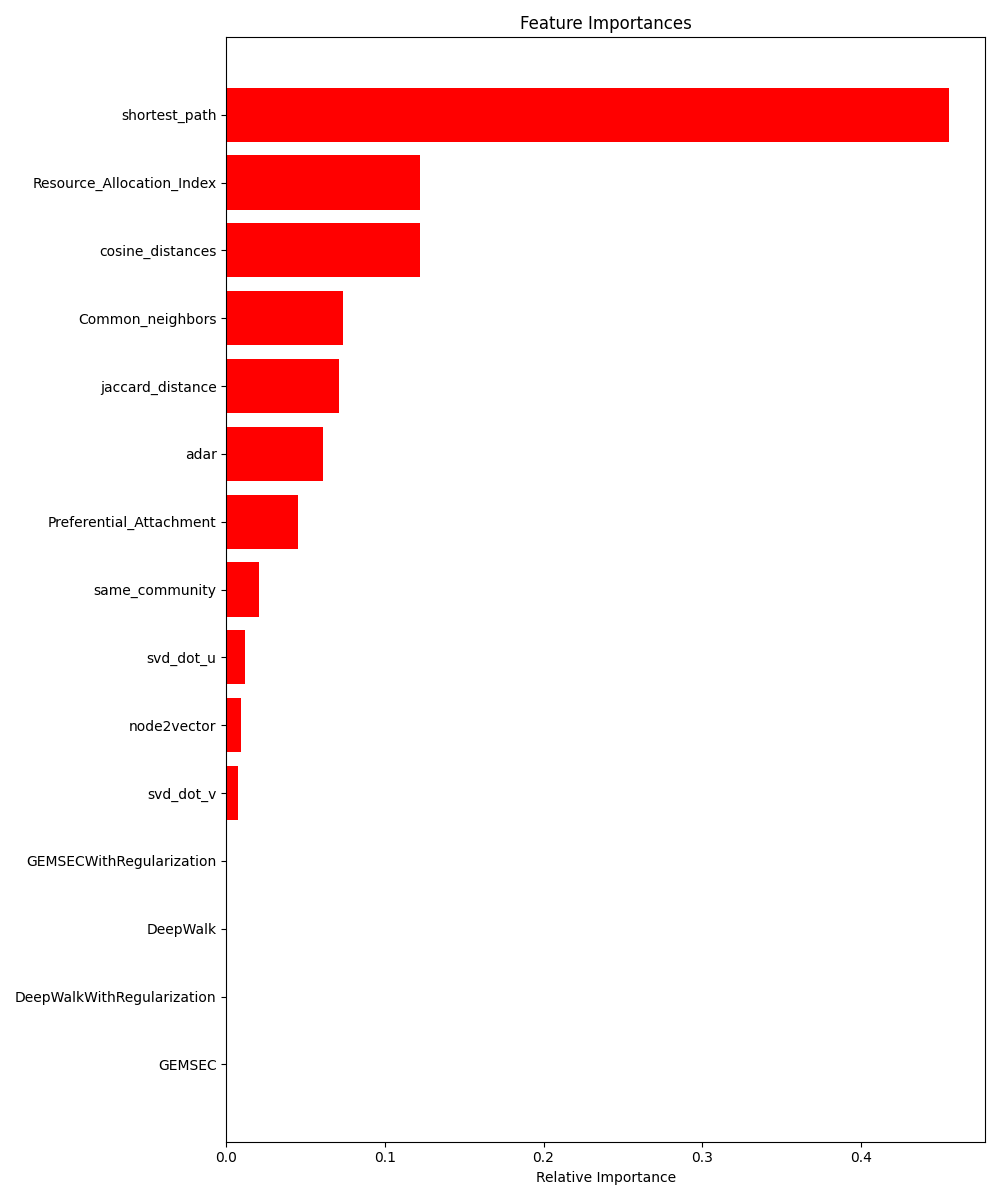 Feature Importances
shortest_path
Resource_Allocation_Index
cosine_distances
Common_neighbors
jaccard_distance
adar
Preferential_Attachment
same_community
svd_dot_u
node2vector
svd_dot_v
GEMSECWithRegularization
DeepWalk
DeepWalkWithRegularization
GEMSEC
0.0 0.1 0.2 0.3 0.4
Relative Importance